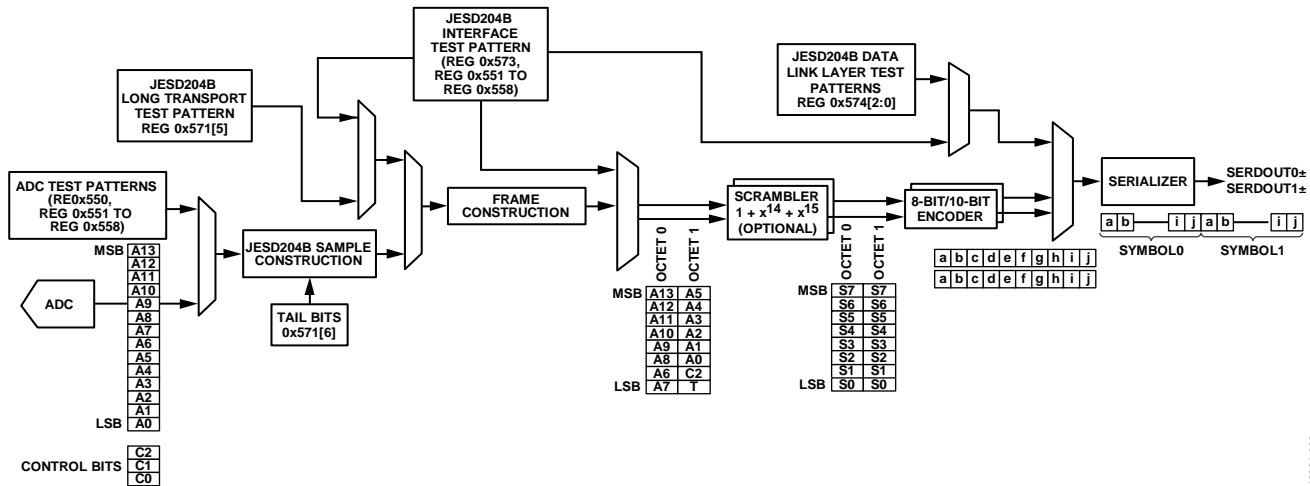 JESD204B
INTERFACE
TEST PATTERN
(REG 0x573,
REG 0x551 TO
REG 0x558)
JESD204B
LONG TRANSPORT
TEST PATTERN
REG 0x571[5]
JESD204B DATA
LINK LAYER TEST
PATTERNS
REG 0x574[2:0]
ADC TEST PATTERNS
(RE0x550,
REG 0x551 TO
REG 0x558)
JESD204B SAMPLE
CONSTRUCTION
TAIL BITS
0x571[6]
FRAME
CONSTRUCTION
SCRAMBLER
1 + x14 + x15
(OPTIONAL)
8-BIT/10-BIT
ENCODER
SERIALIZER
SERDOUT0±
SERDOUT1±
ADC
MSB A13
A12
A11
A10
A9
A8
A7
A6
A5
A4
A3
A2
A1
LSB A0
CONTROL BITS
C2
C1
C0
OCTET 0
OCTET 1
MSB A13 A5
A12 A4
A11 A3
A10 A2
A9 A1
A8 A0
A6 C2
LSB A7 T
OCTET 0
OCTET 1
MSB S7 S7
S6 S6
S5 S5
S4 S4
S3 S3
S2 S2
S1 S1
LSB S0 S0
a b c d e f g h i j
a b c d e f g h i j
a b i j a b i j
SYMBOL0 SYMBOL1